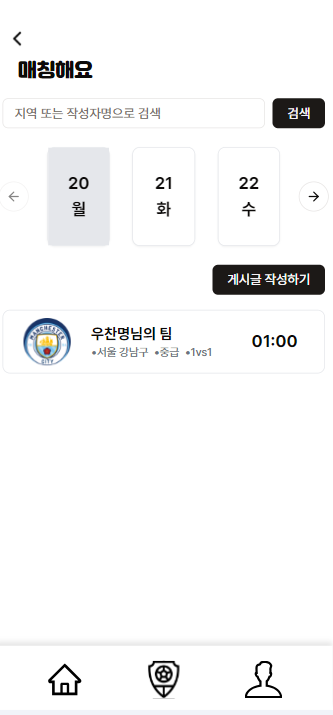 매칭해요
지역 또는 작성자명으로 검색 검색
20 21 22
월 화 수
게시글 작성하기
우찬명님의 팀 01:00
•서울 강남구 •중급 •1vs1
MANCHESTER
CITY